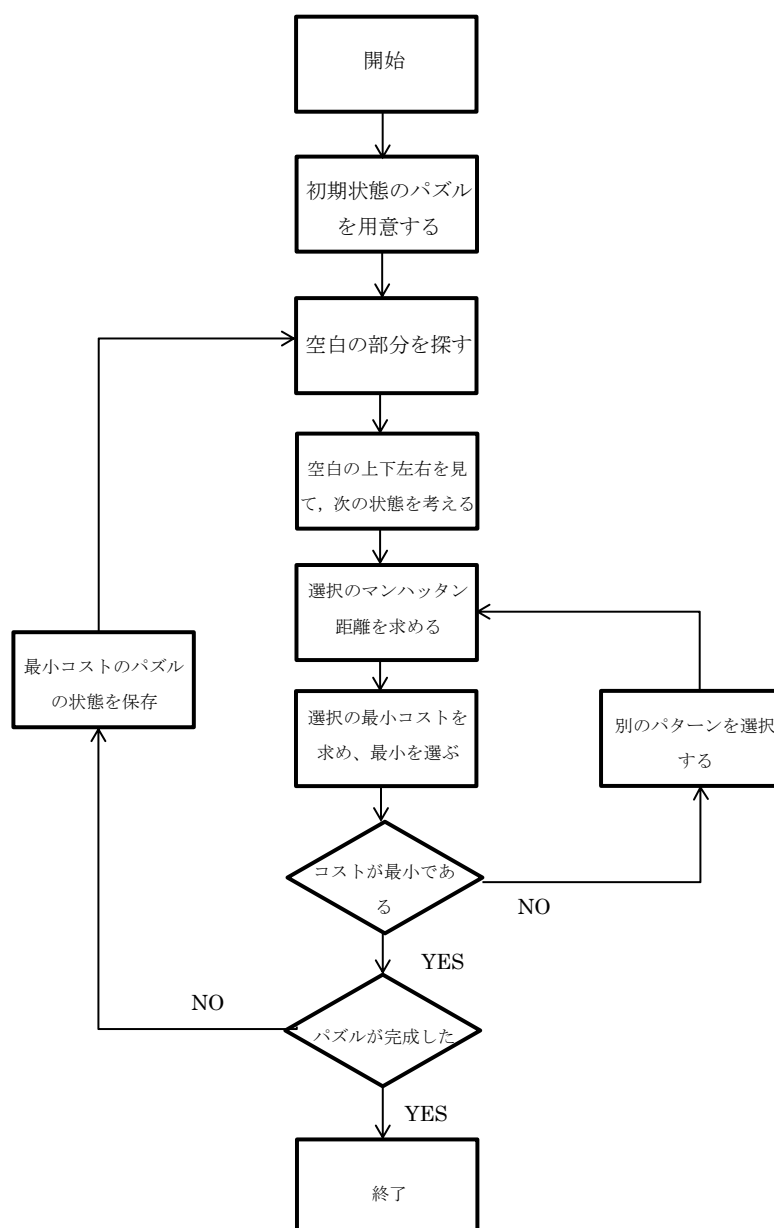 開始
初期状態のパズル
を用意する
空白の部分を探す
空白の上下左右を見
て，次の状態を考える
選択のマンハッタン
距離を求める
最小コストのパズル
の状態を保存
選択の最小コストを
求め、最小を選ぶ
別のパターンを選択
する
コストが最小であ
る
NO
YES
NO
パズルが完成した
YES
終了